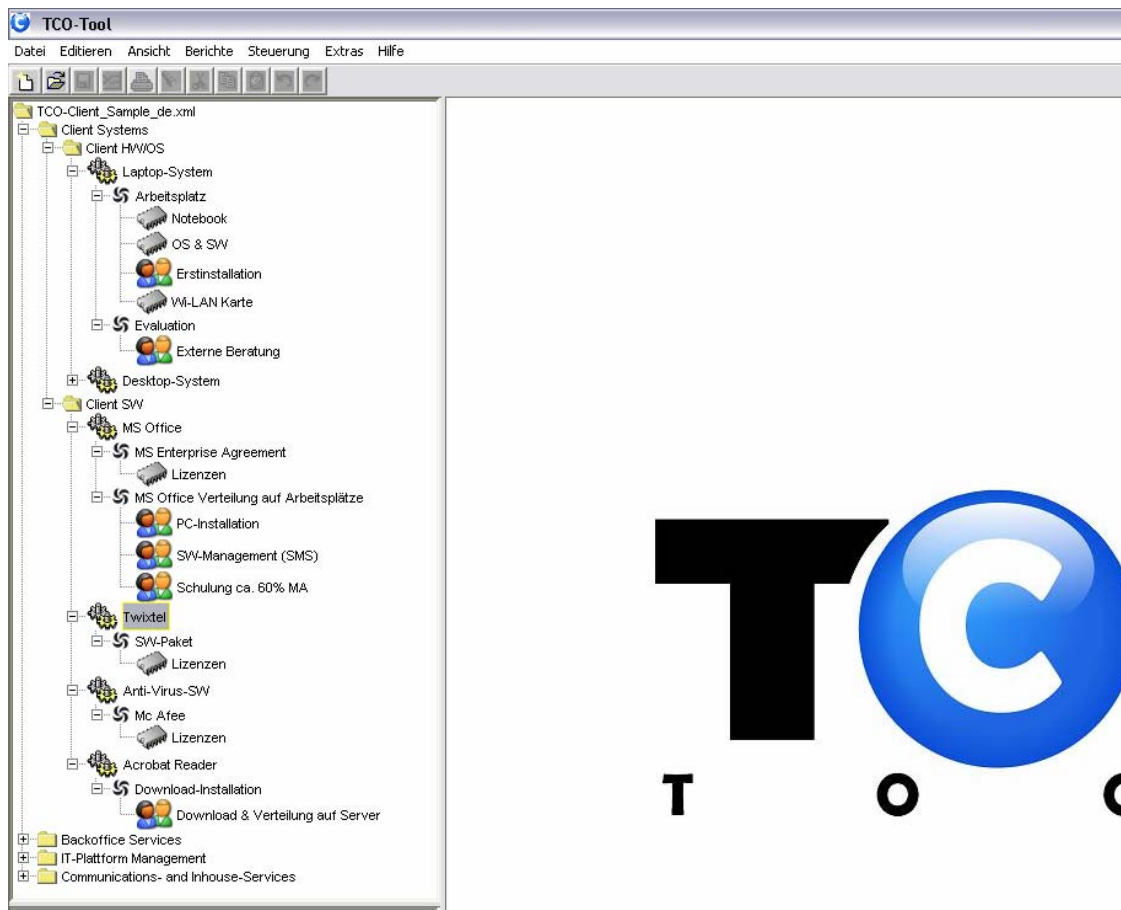 TCO-Tool
Datei Editieren Ansicht Berichte Steuerung Extras Hilfe
TCO-Client_Sample_de.xml
Client Systems
Client HW/OS
Laptop-System
Arbeitsplatz
Notebook
OS & SW
Erstinstallation
Wi-LAN Karte
Evaluation
Externe Beratung
Desktop-System
Client SW
MS Office
MS Enterprise Agreement
Lizenzen
MS Office Verteilung auf Arbeitsplätze
PC-Installation
SW-Management (SMS)
Schulung ca. 60% MA
Twixtel
SW-Paket
Lizenzen
Anti-Virus-SW
Mc Afee
Lizenzen
Acrobat Reader
Download-Installation
Download & Verteilung auf Server
Backoffice Services
IT-Plattform Management
Communications- and Inhouse-Services
TC
T O